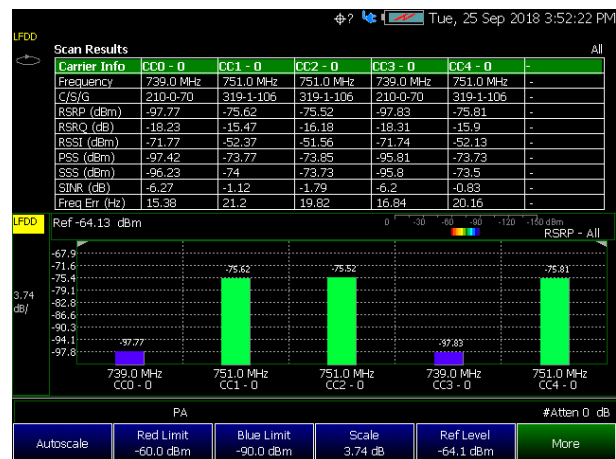 ? Tue, 25 Sep 2018 3:52:22 PM
LFDD
Scan Results All
Carrier Info CC0 - 0 CC1 - 0 CC2 - 0 CC3 - 0 CC4 - 0 -
Frequency 739.0 MHz 751.0 MHz 751.0 MHz 739.0 MHz 751.0 MHz -
C/S/G 210-0-70 319-1-106 319-1-106 210-0-70 319-1-106 -
RSRP (dBm) -97.77 -75.62 -75.52 -97.83 -75.81 -
RSRQ (dB) -18.23 -15.47 -16.18 -18.31 -15.9 -
RSSI (dBm) -71.77 -52.37 -51.56 -71.74 -52.13 -
PSS (dBm) -97.42 -73.77 -73.85 -95.81 -73.73 -
SSS (dBm) -96.23 -74 -73.73 -95.8 -73.5 -
SINR (dB) -6.27 -1.12 -1.79 -6.2 -0.83 -
Freq Err (Hz) 15.38 21.2 19.82 16.84 20.16 -
LFDD Ref -64.13 dBm 0 -30 -60 -90 -120 -150 dBm
RSRP - All
-67.9
-71.6
-75.4
-79.1
-82.8
-86.6
-90.3
-94.1
-97.8
3.74
dB/
-97.77 -75.62 -75.52 -97.83 -75.81
739.0 MHz 751.0 MHz 751.0 MHz 739.0 MHz 751.0 MHz
CC0 - 0 CC1 - 0 CC2 - 0 CC3 - 0 CC4 - 0
PA #Atten 0 dB
Autoscale Red Limit Blue Limit Scale Ref Level More
-60.0 dBm -90.0 dBm 3.74 dB -64.1 dBm